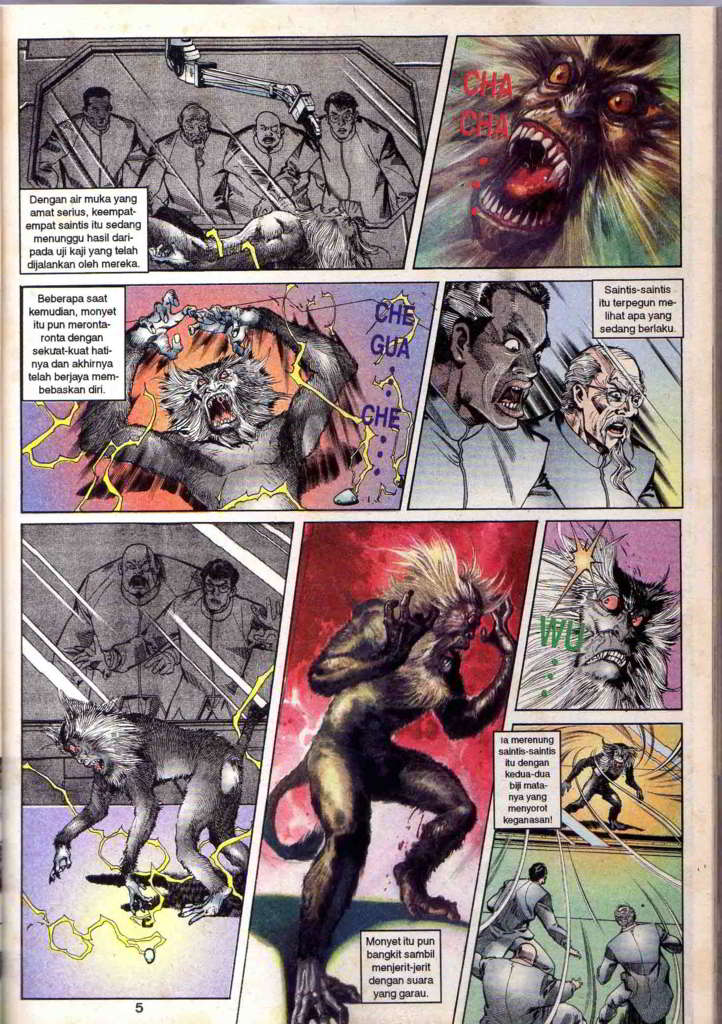 Dengan air muka yang
amat serius, keempat-
empat saintis itu sedang
menunggu hasil dari-
pada uji kaji yang telah
dijalankan oleh mereka.
CHA
CHA
Beberapa saat
kemudian, monyet
itu pun meronta-
ronta dengan
sekuat-kuat hati-
nya dan akhirnya
telah berjaya mem-
bebaskan diri.
CHE
GUA
CHE
Saintis-saintis
itu terpegun me-
lihat apa yang
sedang berlaku.
Monyet itu pun
bangkit sambil
menjerit-jerit
dengan suara
yang garau.
WU
Ia merenung
saintis-saintis
itu dengan
kedua-dua
biji mata-
nya yang
menyorot
keganasan!
5